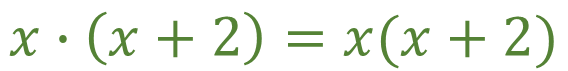 x · (x + 2) = x(x + 2)